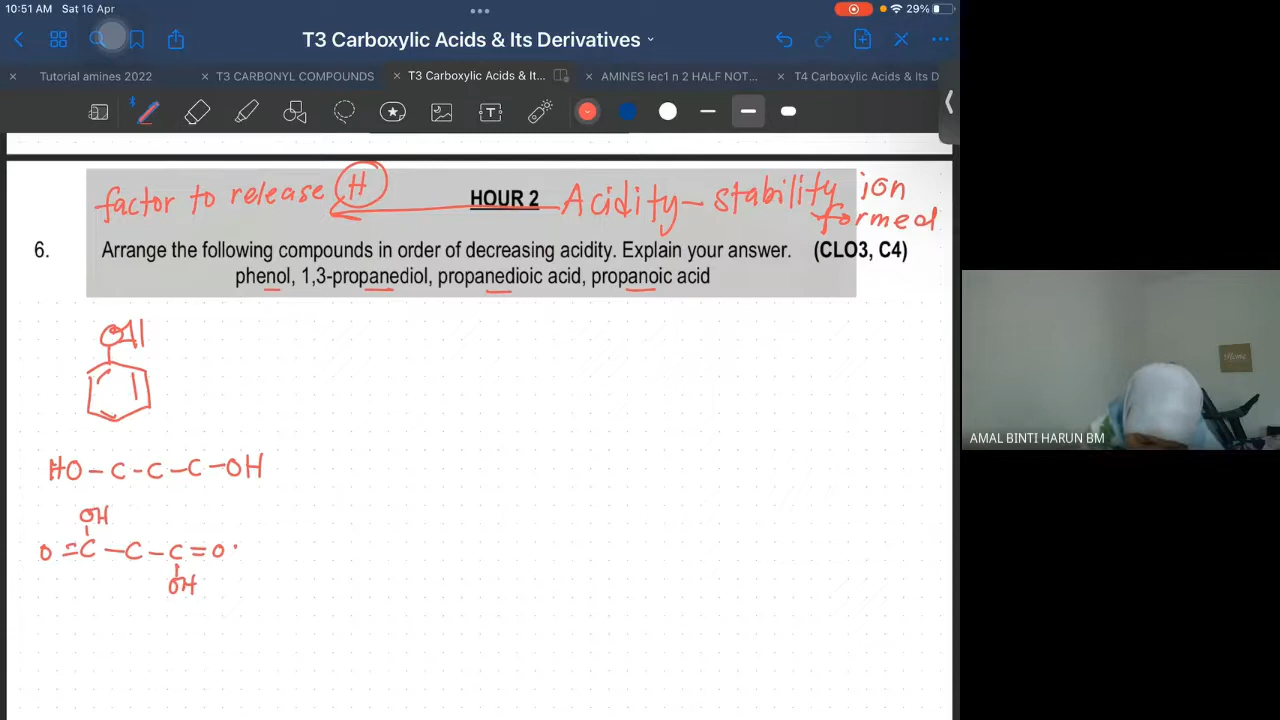 10:51 AM Sat 16 Apr
29%
T3 Carboxylic Acids & Its Derivatives
Tutorial amines 2022
T3 CARBONYL COMPOUNDS
T3 Carboxylic Acids & It...
AMINES lec1 n 2 HALF NOT...
T4 Carboxylic Acids & Its D
factor to release H
HOUR 2
Acidity - stability ion
formed
6. Arrange the following compounds in order of decreasing acidity. Explain your answer. (CLO3, C4)
phenol, 1,3-propanediol, propanedioic acid, propanoic acid
OH
HO - C - C - C - OH
OH
O = C - C - C = O
OH
Home
AMAL BINTI HARUN BM